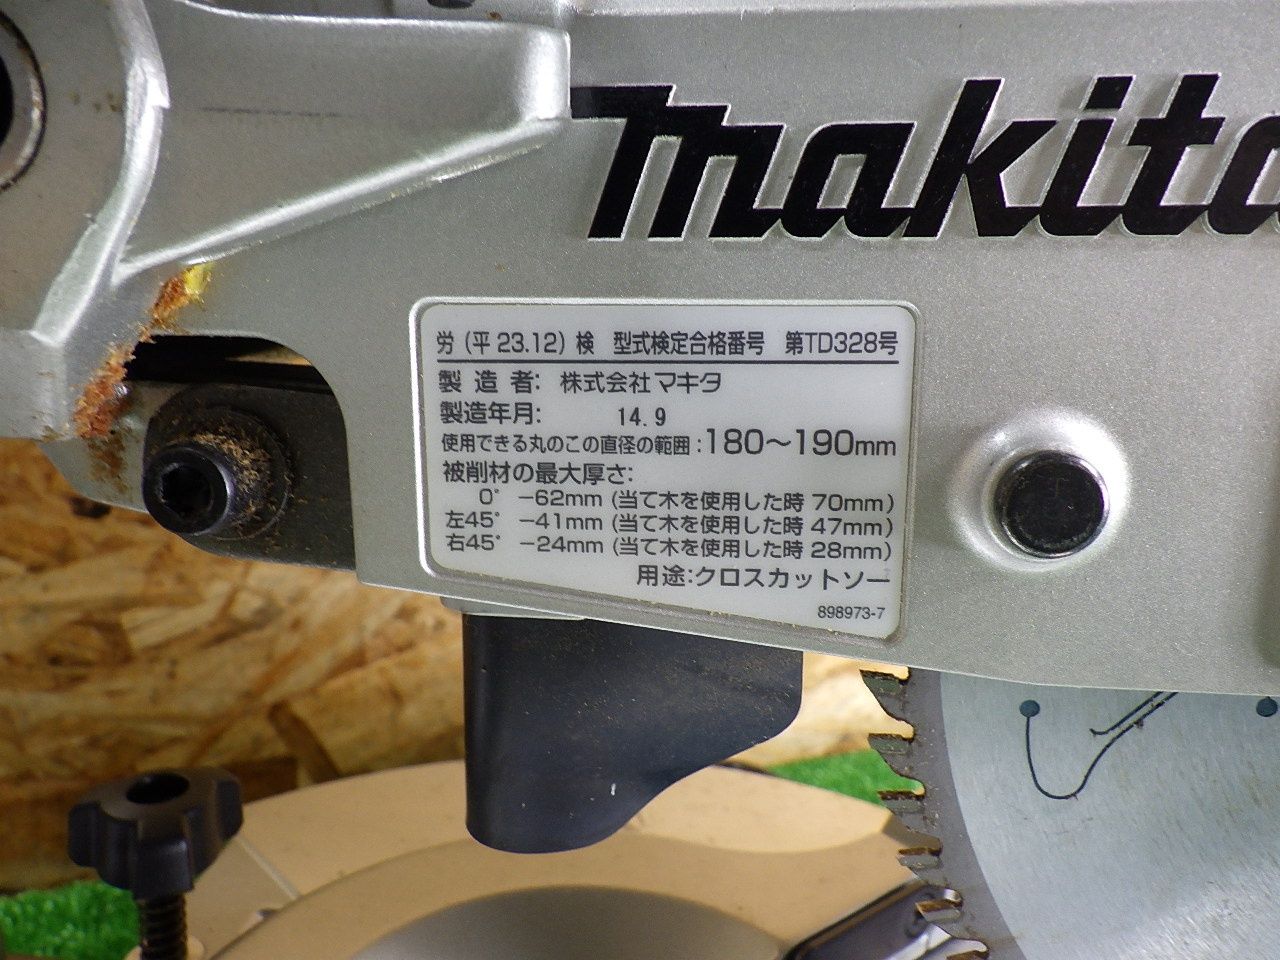 makita
労(平23.12)検 型式検定合格番号 第TD328号
製造者: 株式会社マキタ
製造年月: 14.9
使用できる丸のこの直径の範囲:180〜190mm
被削材の最大厚さ:
0° −62mm(当て木を使用した時 70mm)
左45° −41mm(当て木を使用した時 47mm)
右45° −24mm(当て木を使用した時 28mm)
用途:クロスカットソー
898973-7